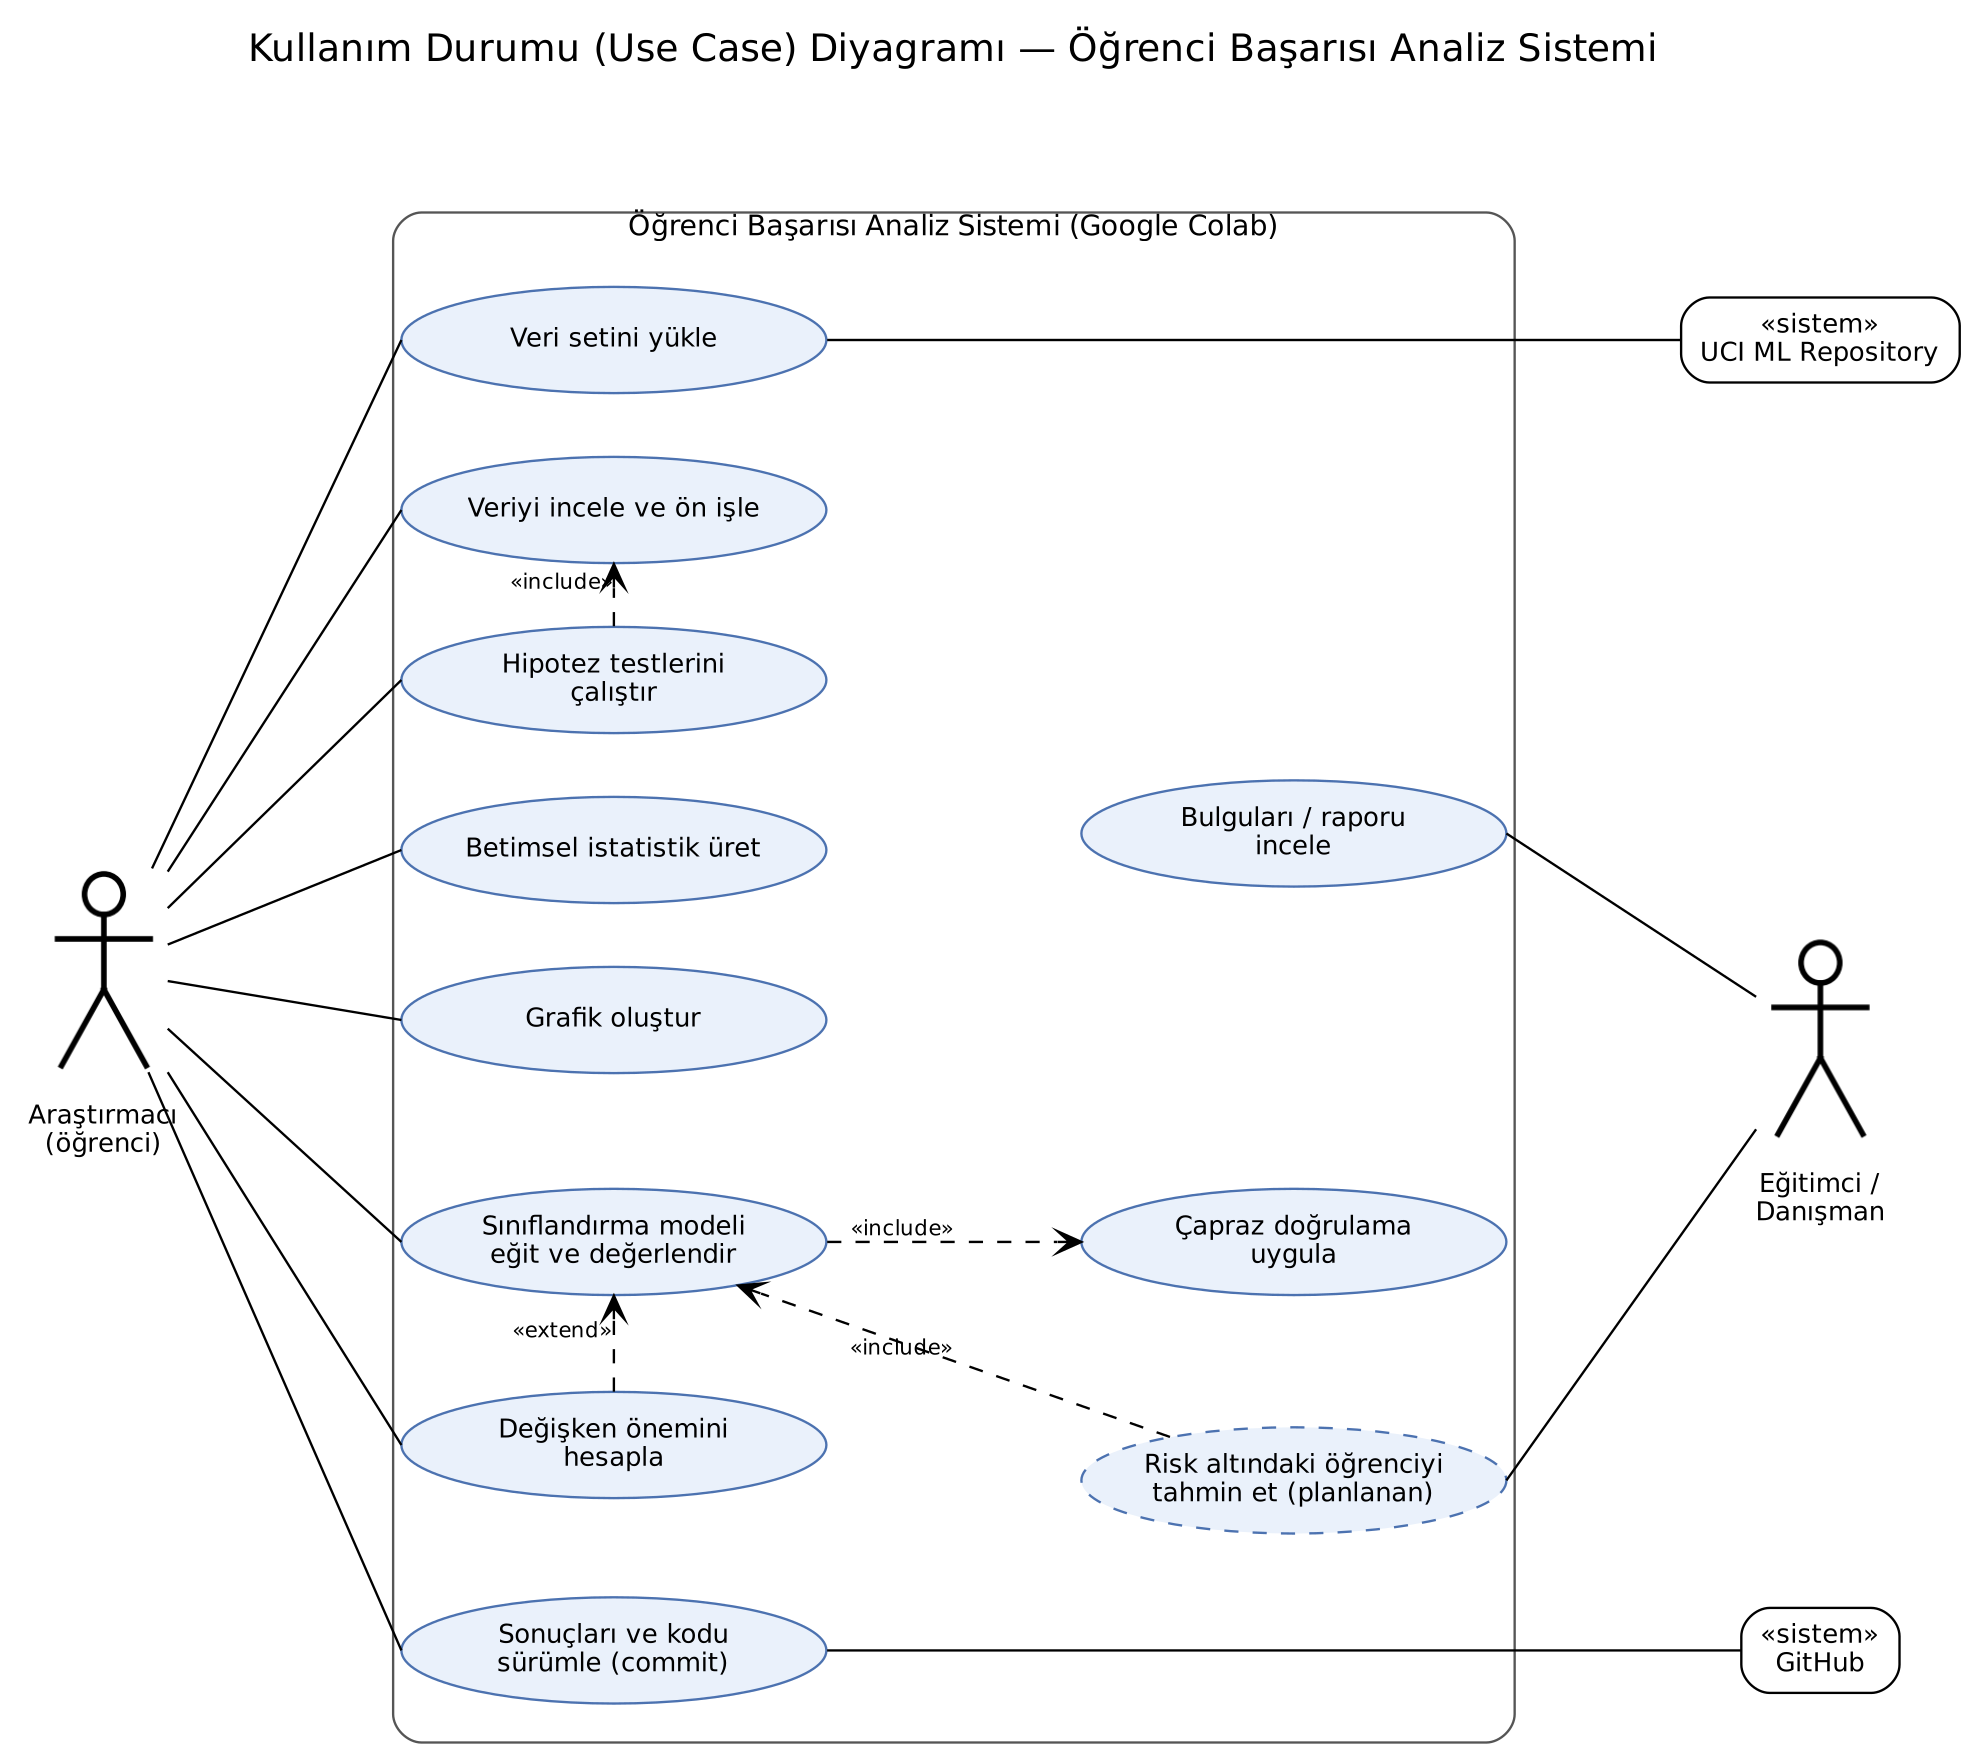 Kullanım Durumu (Use Case) Diyagramı — Öğrenci Başarısı Analiz Sistemi
Öğrenci Başarısı Analiz Sistemi (Google Colab)
Veri setini yükle
«sistem»
UCI ML Repository
Veriyi incele ve ön işle
«include»
Hipotez testlerini
çalıştır
Bulguları / raporu
incele
Betimsel istatistik üret
Grafik oluştur
Araştırmacı
(öğrenci)
Eğitimci /
Danışman
Sınıflandırma modeli
eğit ve değerlendir
«include»
Çapraz doğrulama
uygula
«extend»
«include»
Değişken önemini
hesapla
Risk altındaki öğrenciyi
tahmin et (planlanan)
Sonuçları ve kodu
sürümle (commit)
«sistem»
GitHub